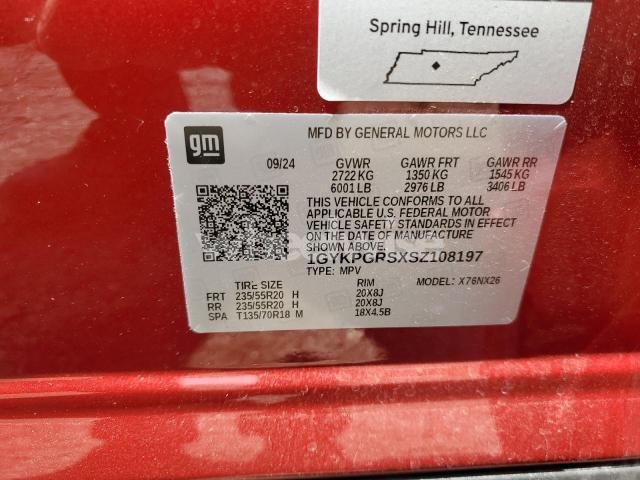 Spring Hill, Tennessee
gm
MFD BY GENERAL MOTORS LLC
09/24 GVWR GAWR FRT GAWR RR
2722 KG 1350 KG 1545 KG
6001 LB 2976 LB 3406 LB
THIS VEHICLE CONFORMS TO ALL
APPLICABLE U.S. FEDERAL MOTOR
VEHICLE SAFETY STANDARDS IN EFFECT
ON THE DATE OF MANUFACTURE
SHOWN ABOVE.
1GYKPGRSXSZ108197
TYPE: MPV MODEL: X76NX26
TIRE SIZE RIM
FRT 235/55R20 H 20X8J
RR 235/55R20 H 20X8J
SPA T135/70R18 M 18X4.5B